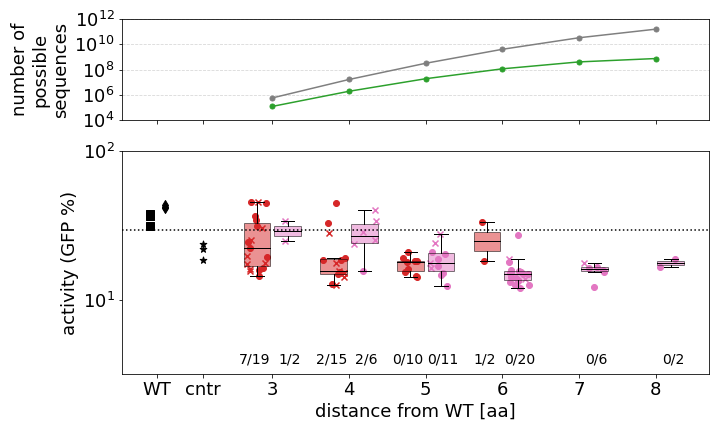 number of
possible
sequences
10^12
10^10
10^8
10^6
10^4
activity (GFP %)
10^2
10^1
7/19 1/2 2/15 2/6 0/10 0/11 1/2 0/20 0/6 0/2
WT cntr 3 4 5 6 7 8
distance from WT [aa]